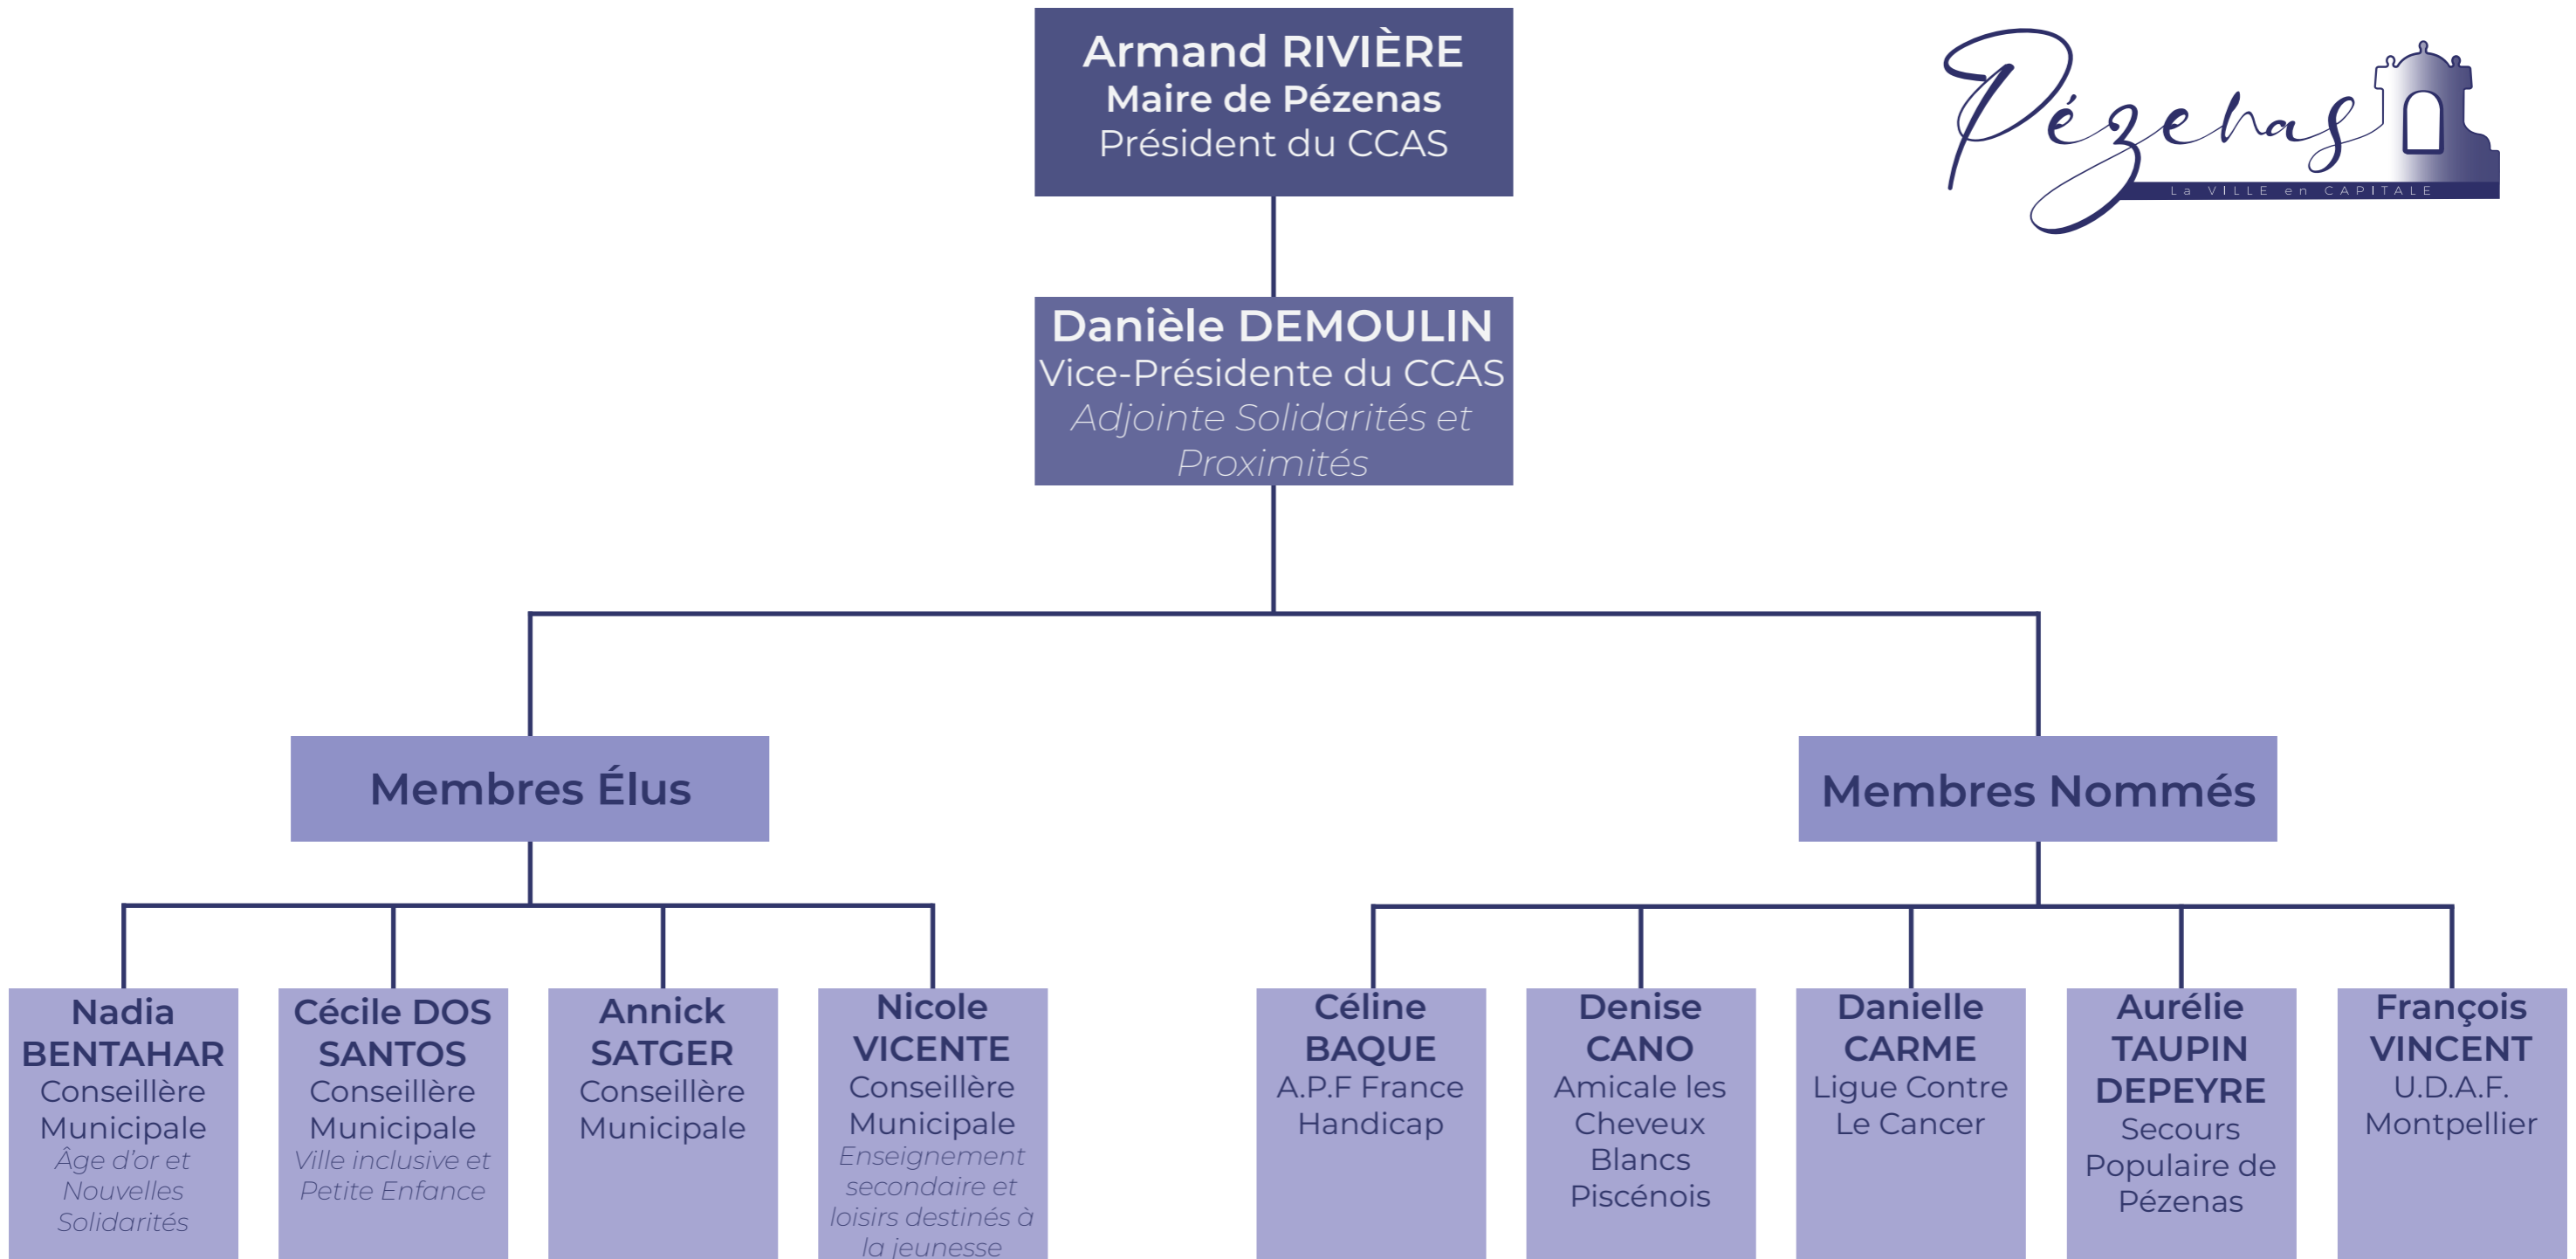 Armand RIVIÈRE
Maire de Pézenas
Président du CCAS
Pézenas
La VILLE en CAPITALE
Danièle DEMOULIN
Vice-Présidente du CCAS
Adjointe Solidarités et
Proximités
Membres Élus
Membres Nommés
Nadia
BENTAHAR
Conseillère
Municipale
Âge d’or et
Nouvelles
Solidarités
Cécile DOS
SANTOS
Conseillère
Municipale
Ville inclusive et
Petite Enfance
Annick
SATGER
Conseillère
Municipale
Nicole
VICENTE
Conseillère
Municipale
Enseignement
secondaire et
loisirs destinés à
la jeunesse
Céline
BAQUE
A.P.F France
Handicap
Denise
CANO
Amicale les
Cheveux
Blancs
Piscénois
Danielle
CARME
Ligue Contre
Le Cancer
Aurélie
TAUPIN
DEPEYRE
Secours
Populaire de
Pézenas
François
VINCENT
U.D.A.F.
Montpellier